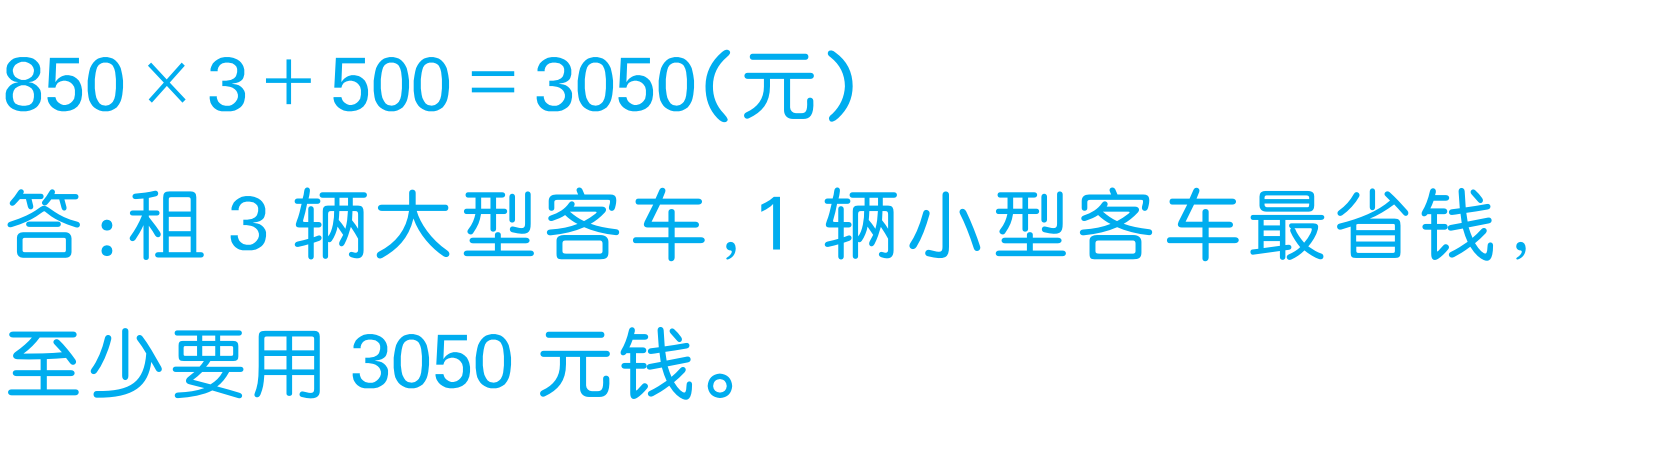 850×3+500=3050(元)
答:租 3 辆大型客车,1 辆小型客车最省钱,
至少要用 3050 元钱。